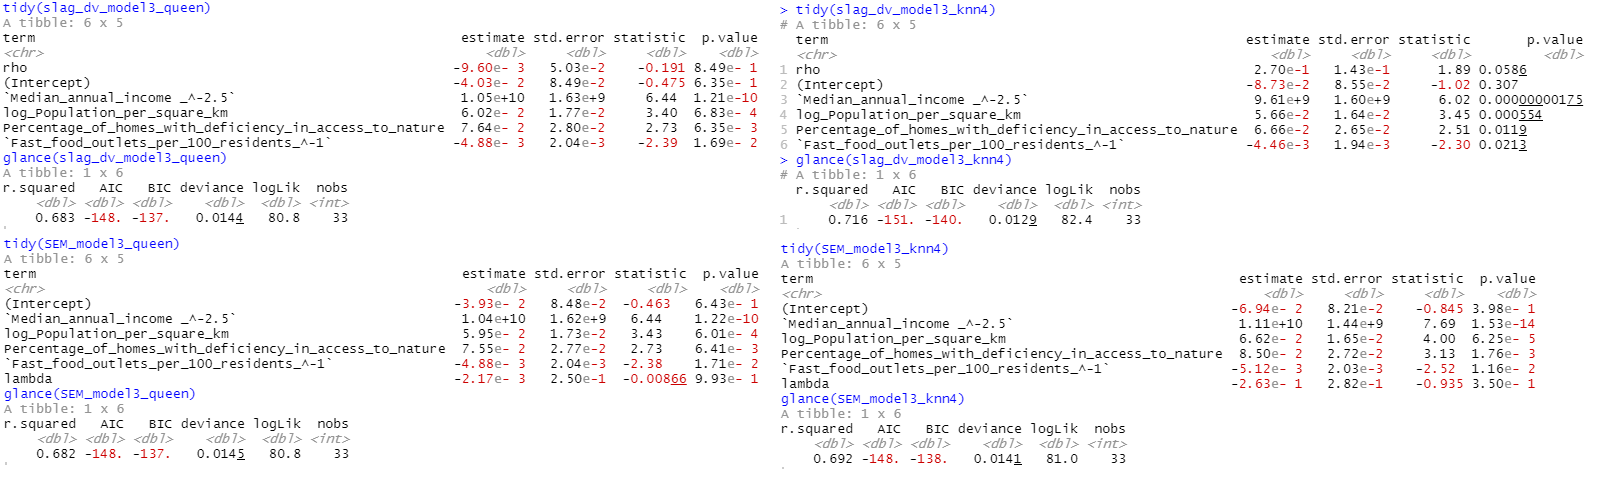 tidy(slag_dv_model3_queen)
A tibble: 6 x 5
term estimate std.error statistic p.value
<chr> <dbl> <dbl> <dbl> <dbl>
rho -9.60e- 3 5.03e-2 -0.191 8.49e- 1
(Intercept) -4.03e- 2 8.49e-2 -0.475 6.35e- 1
`Median_annual_income _^-2.5` 1.05e+10 1.63e+9 6.44 1.21e-10
log_Population_per_square_km 6.02e- 2 1.77e-2 3.40 6.83e- 4
Percentage_of_homes_with_deficiency_in_access_to_nature 7.64e- 2 2.80e-2 2.73 6.35e- 3
`Fast_food_outlets_per_100_residents_^-1` -4.88e- 3 2.04e-3 -2.39 1.69e- 2
glance(slag_dv_model3_queen)
A tibble: 1 x 6
r.squared AIC BIC deviance logLik nobs
<dbl> <dbl> <dbl> <dbl> <dbl> <int>
0.683 -148. -137. 0.0144 80.8 33
tidy(SEM_model3_queen)
A tibble: 6 x 5
term estimate std.error statistic p.value
<chr> <dbl> <dbl> <dbl> <dbl>
(Intercept) -3.93e- 2 8.48e-2 -0.463 6.43e- 1
`Median_annual_income _^-2.5` 1.04e+10 1.62e+9 6.44 1.22e-10
log_Population_per_square_km 5.95e- 2 1.73e-2 3.43 6.01e- 4
Percentage_of_homes_with_deficiency_in_access_to_nature 7.55e- 2 2.77e-2 2.73 6.41e- 3
`Fast_food_outlets_per_100_residents_^-1` -4.88e- 3 2.04e-3 -2.38 1.71e- 2
lambda -2.17e- 3 2.50e-1 -0.00866 9.93e- 1
glance(SEM_model3_queen)
A tibble: 1 x 6
r.squared AIC BIC deviance logLik nobs
<dbl> <dbl> <dbl> <dbl> <dbl> <int>
0.682 -148. -137. 0.0145 80.8 33
> tidy(slag_dv_model3_knn4)
# A tibble: 6 x 5
term estimate std.error statistic p.value
<chr> <dbl> <dbl> <dbl> <dbl>
1 rho 2.70e-1 1.43e-1 1.89 0.0586
2 (Intercept) -8.73e-2 8.55e-2 -1.02 0.307
3 `Median_annual_income _^-2.5` 9.61e+9 1.60e+9 6.02 0.00000000175
4 log_Population_per_square_km 5.66e-2 1.64e-2 3.45 0.000554
5 Percentage_of_homes_with_deficiency_in_access_to_nature 6.66e-2 2.65e-2 2.51 0.0119
6 `Fast_food_outlets_per_100_residents_^-1` -4.46e-3 1.94e-3 -2.30 0.0213
> glance(slag_dv_model3_knn4)
# A tibble: 1 x 6
r.squared AIC BIC deviance logLik nobs
<dbl> <dbl> <dbl> <dbl> <dbl> <int>
1 0.716 -151. -140. 0.0129 82.4 33
tidy(SEM_model3_knn4)
A tibble: 6 x 5
term estimate std.error statistic p.value
<chr> <dbl> <dbl> <dbl> <dbl>
(Intercept) -6.94e- 2 8.21e-2 -0.845 3.98e- 1
`Median_annual_income _^-2.5` 1.11e+10 1.44e+9 7.69 1.53e-14
log_Population_per_square_km 6.62e- 2 1.65e-2 4.00 6.25e- 5
Percentage_of_homes_with_deficiency_in_access_to_nature 8.50e- 2 2.72e-2 3.13 1.76e- 3
`Fast_food_outlets_per_100_residents_^-1` -5.12e- 3 2.03e-3 -2.52 1.16e- 2
lambda -2.63e- 1 2.82e-1 -0.935 3.50e- 1
glance(SEM_model3_knn4)
A tibble: 1 x 6
r.squared AIC BIC deviance logLik nobs
<dbl> <dbl> <dbl> <dbl> <dbl> <int>
0.692 -148. -138. 0.0141 81.0 33